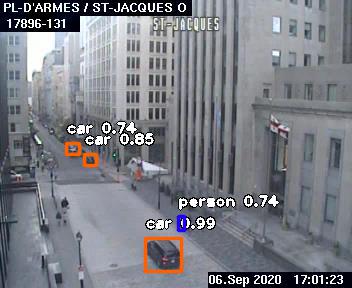 PL-D'ARMES / ST-JACQUES O
17896-131
ST-JACQUES
car 0.74
car 0.85
person 0.74
car 0.99
06.Sep 2020 17:01:23